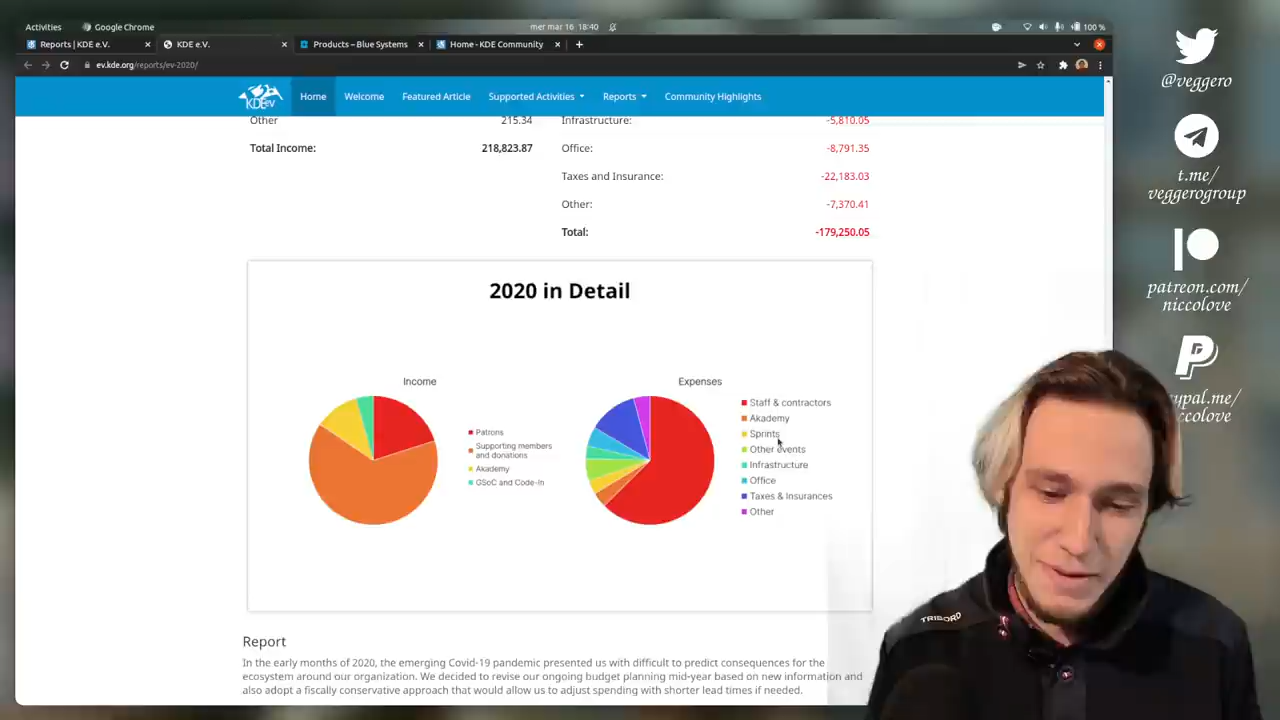 Activities
Google Chrome
mer mar 16 18:40
100 %
Reports | KDE e.V.
KDE e.V.
Products – Blue Systems
Home - KDE Community
ev.kde.org/reports/ev-2020/
KDE ev
Home
Welcome
Featured Article
Supported Activities
Reports
Community Highlights
Other 215.34
Infrastructure: -5,810.05
Total Income: 218,823.87
Office: -8,791.35
Taxes and Insurance: -22,183.03
Other: -7,370.41
Total: -179,250.05
2020 in Detail
Income
Patrons
Supporting members
and donations
Akademy
GSoC and Code-In
Expenses
Staff & contractors
Akademy
Sprints
Other events
Infrastructure
Office
Taxes & Insurances
Other
Report
In the early months of 2020, the emerging Covid-19 pandemic presented us with difficult to predict consequences for the
ecosystem around our organization. We decided to revise our ongoing budget planning mid-year based on new information and
also adopt a fiscally conservative approach that would allow us to adjust spending with shorter lead times if needed.
@veggero
t.me/
veggerogroup
patreon.com/
niccolove
ypal.me/
ccolove
TRIBORD